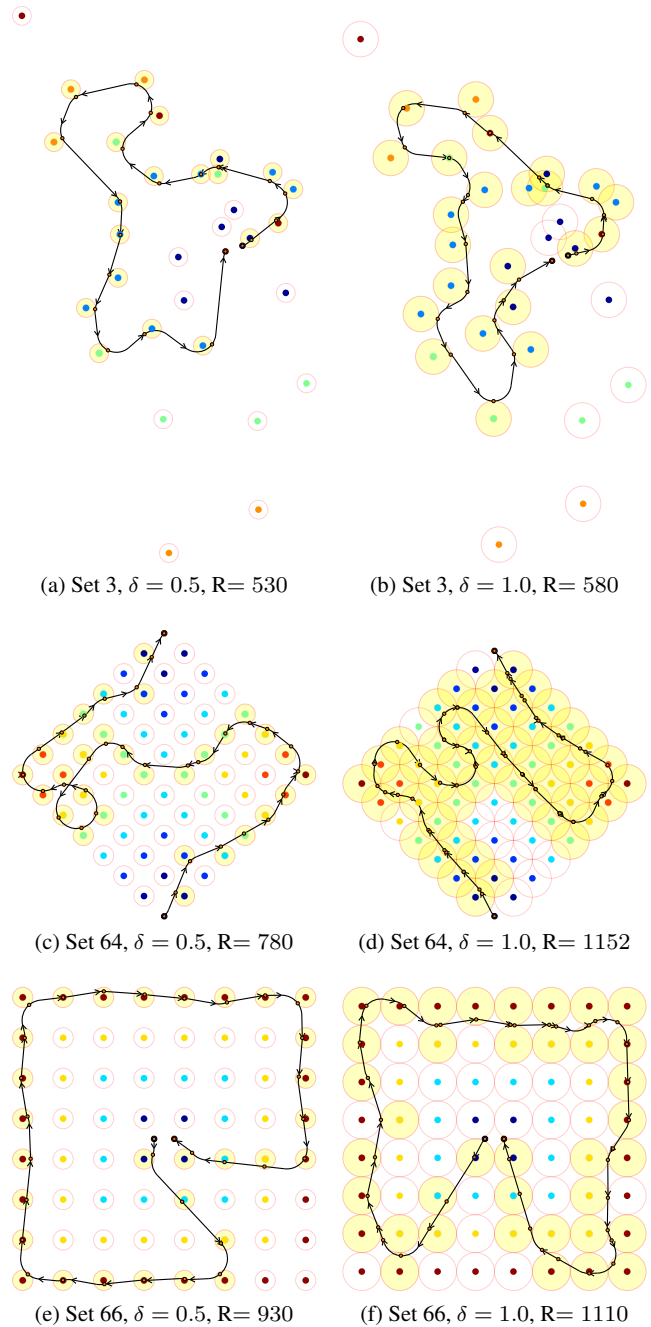 (a) Set 3, δ = 0.5, R= 530
(b) Set 3, δ = 1.0, R= 580
(c) Set 64, δ = 0.5, R= 780
(d) Set 64, δ = 1.0, R= 1152
(e) Set 66, δ = 0.5, R= 930
(f) Set 66, δ = 1.0, R= 1110